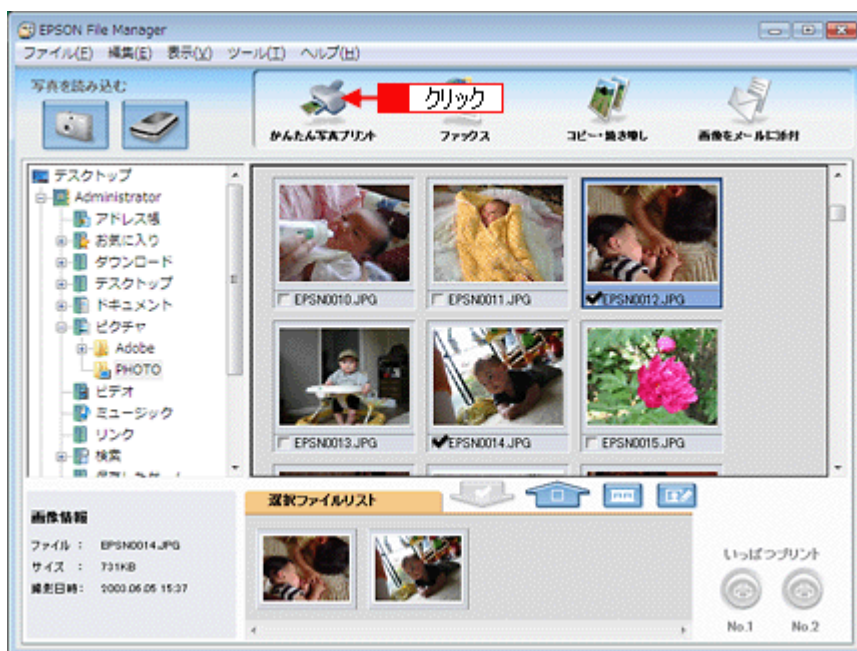 EPSON File Manager
ファイル(F) 編集(E) 表示(V) ツール(T) ヘルプ(H)
写真を読み込む
クリック
かんたん写真プリント
ファックス
コピー・焼き増し
画像をメールに添付
デスクトップ
Administrator
アドレス帳
お気に入り
ダウンロード
デスクトップ
ドキュメント
ピクチャ
Adobe
PHOTO
ビデオ
ミュージック
リンク
検索
EPSN0010.JPG
EPSN0011.JPG
EPSN0012.JPG
EPSN0013.JPG
EPSN0014.JPG
EPSN0015.JPG
選択ファイルリスト
画像情報
ファイル : EPSN0014.JPG
サイズ : 731KB
撮影日時: 2003.06.05 15:37
いっぱつプリント
No.1
No.2